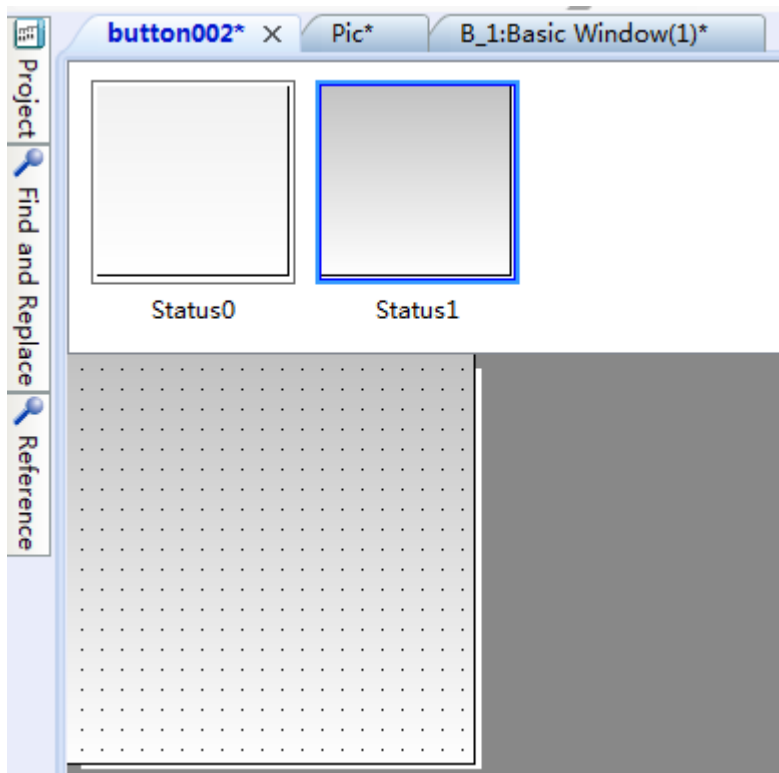 button002*
Pic*
B_1:Basic Window(1)*
Project
Find and Replace
Reference
Status0
Status1